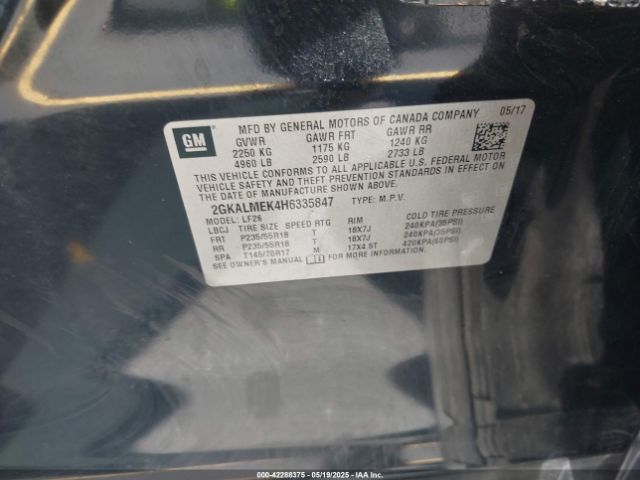 MFD BY GENERAL MOTORS OF CANADA COMPANY 05/17
GM
GVWR GAWR FRT GAWR RR
2250 KG 1175 KG 1240 KG
4960 LB 2590 LB 2733 LB
THIS VEHICLE CONFORMS TO ALL APPLICABLE U.S. FEDERAL MOTOR
VEHICLE SAFETY AND THEFT PREVENTION STANDARDS IN EFFECT ON
THE DATE OF MANUFACTURE SHOWN ABOVE.
2GKALMEK4H6335847 TYPE: M.P.V.
MODEL: LF26
LBCJ TIRE SIZE SPEED RTG RIM COLD TIRE PRESSURE
FRT P235/55R18 T 18X7J 240KPA(35PSI)
RR P235/55R18 T 18X7J 240KPA(35PSI)
SPA T145/70R17 M 17X4.5T 420KPA(60PSI)
SEE OWNER'S MANUAL FOR MORE INFORMATION.
000-42288375 - 05/19/2025 - IAAI.COM